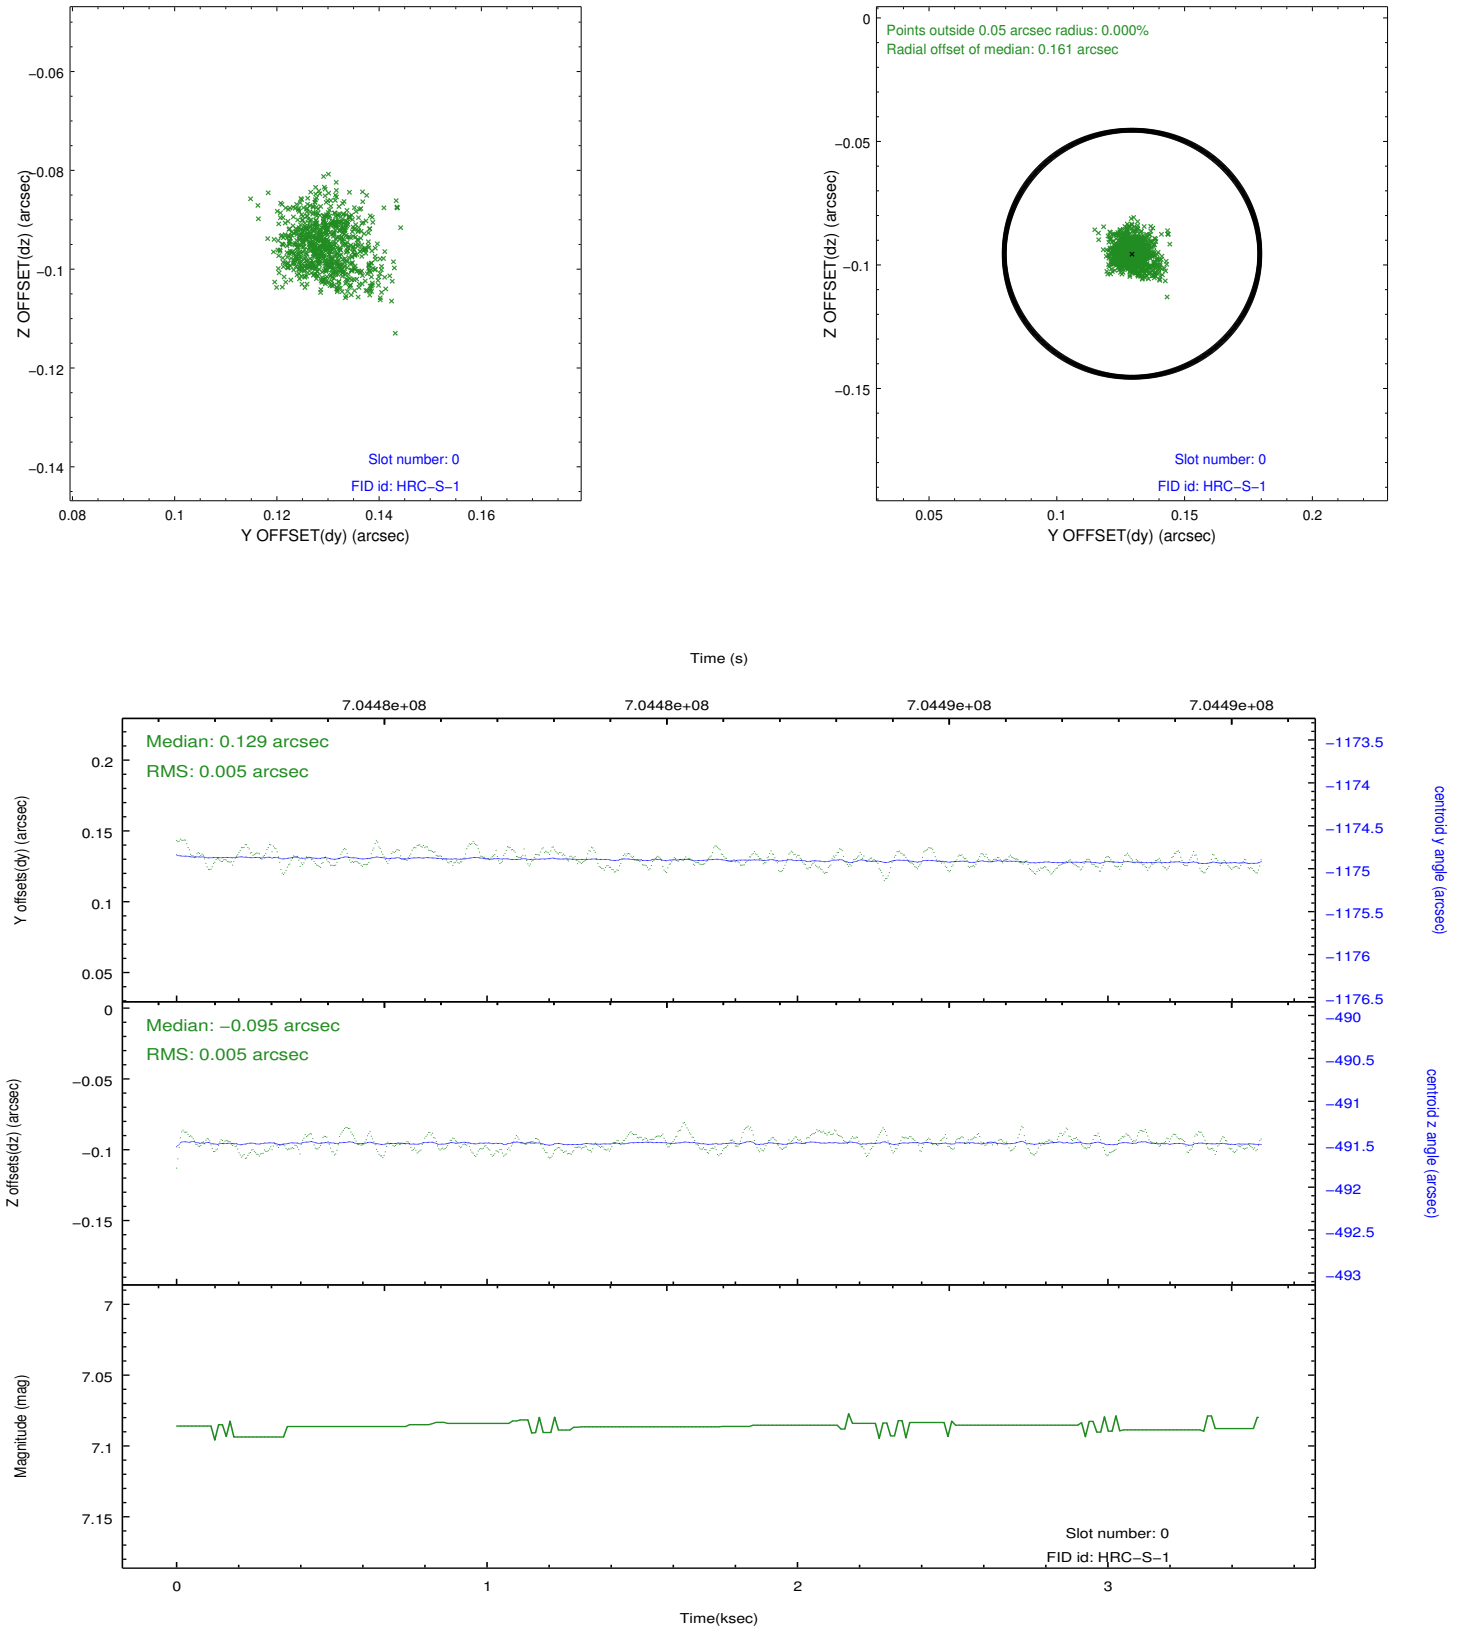 −0.06
−0.08
−0.1
−0.12
−0.14
Z OFFSET(dz) (arcsec)
Slot number: 0
FID id: HRC−S−1
0.08
0.1
0.12
0.14
0.16
Y OFFSET(dy) (arcsec)
Points outside 0.05 arcsec radius: 0.000%
Radial offset of median: 0.161 arcsec
0
−0.05
−0.1
−0.15
Z OFFSET(dz) (arcsec)
Slot number: 0
FID id: HRC−S−1
0.05
0.1
0.15
0.2
Y OFFSET(dy) (arcsec)
Time (s)
7.0448e+08
7.0448e+08
7.0449e+08
7.0449e+08
Median: 0.129 arcsec
RMS: 0.005 arcsec
0.2
0.15
0.1
0.05
Y offsets(dy) (arcsec)
−1173.5
−1174
−1174.5
−1175
−1175.5
−1176
−1176.5
centroid y angle (arcsec)
Median: −0.095 arcsec
RMS: 0.005 arcsec
0
−0.05
−0.1
−0.15
Z offsets(dz) (arcsec)
−490
−490.5
−491
−491.5
−492
−492.5
−493
centroid z angle (arcsec)
7
7.05
7.1
7.15
Magnitude (mag)
Slot number: 0
FID id: HRC−S−1
0
1
2
3
Time(ksec)